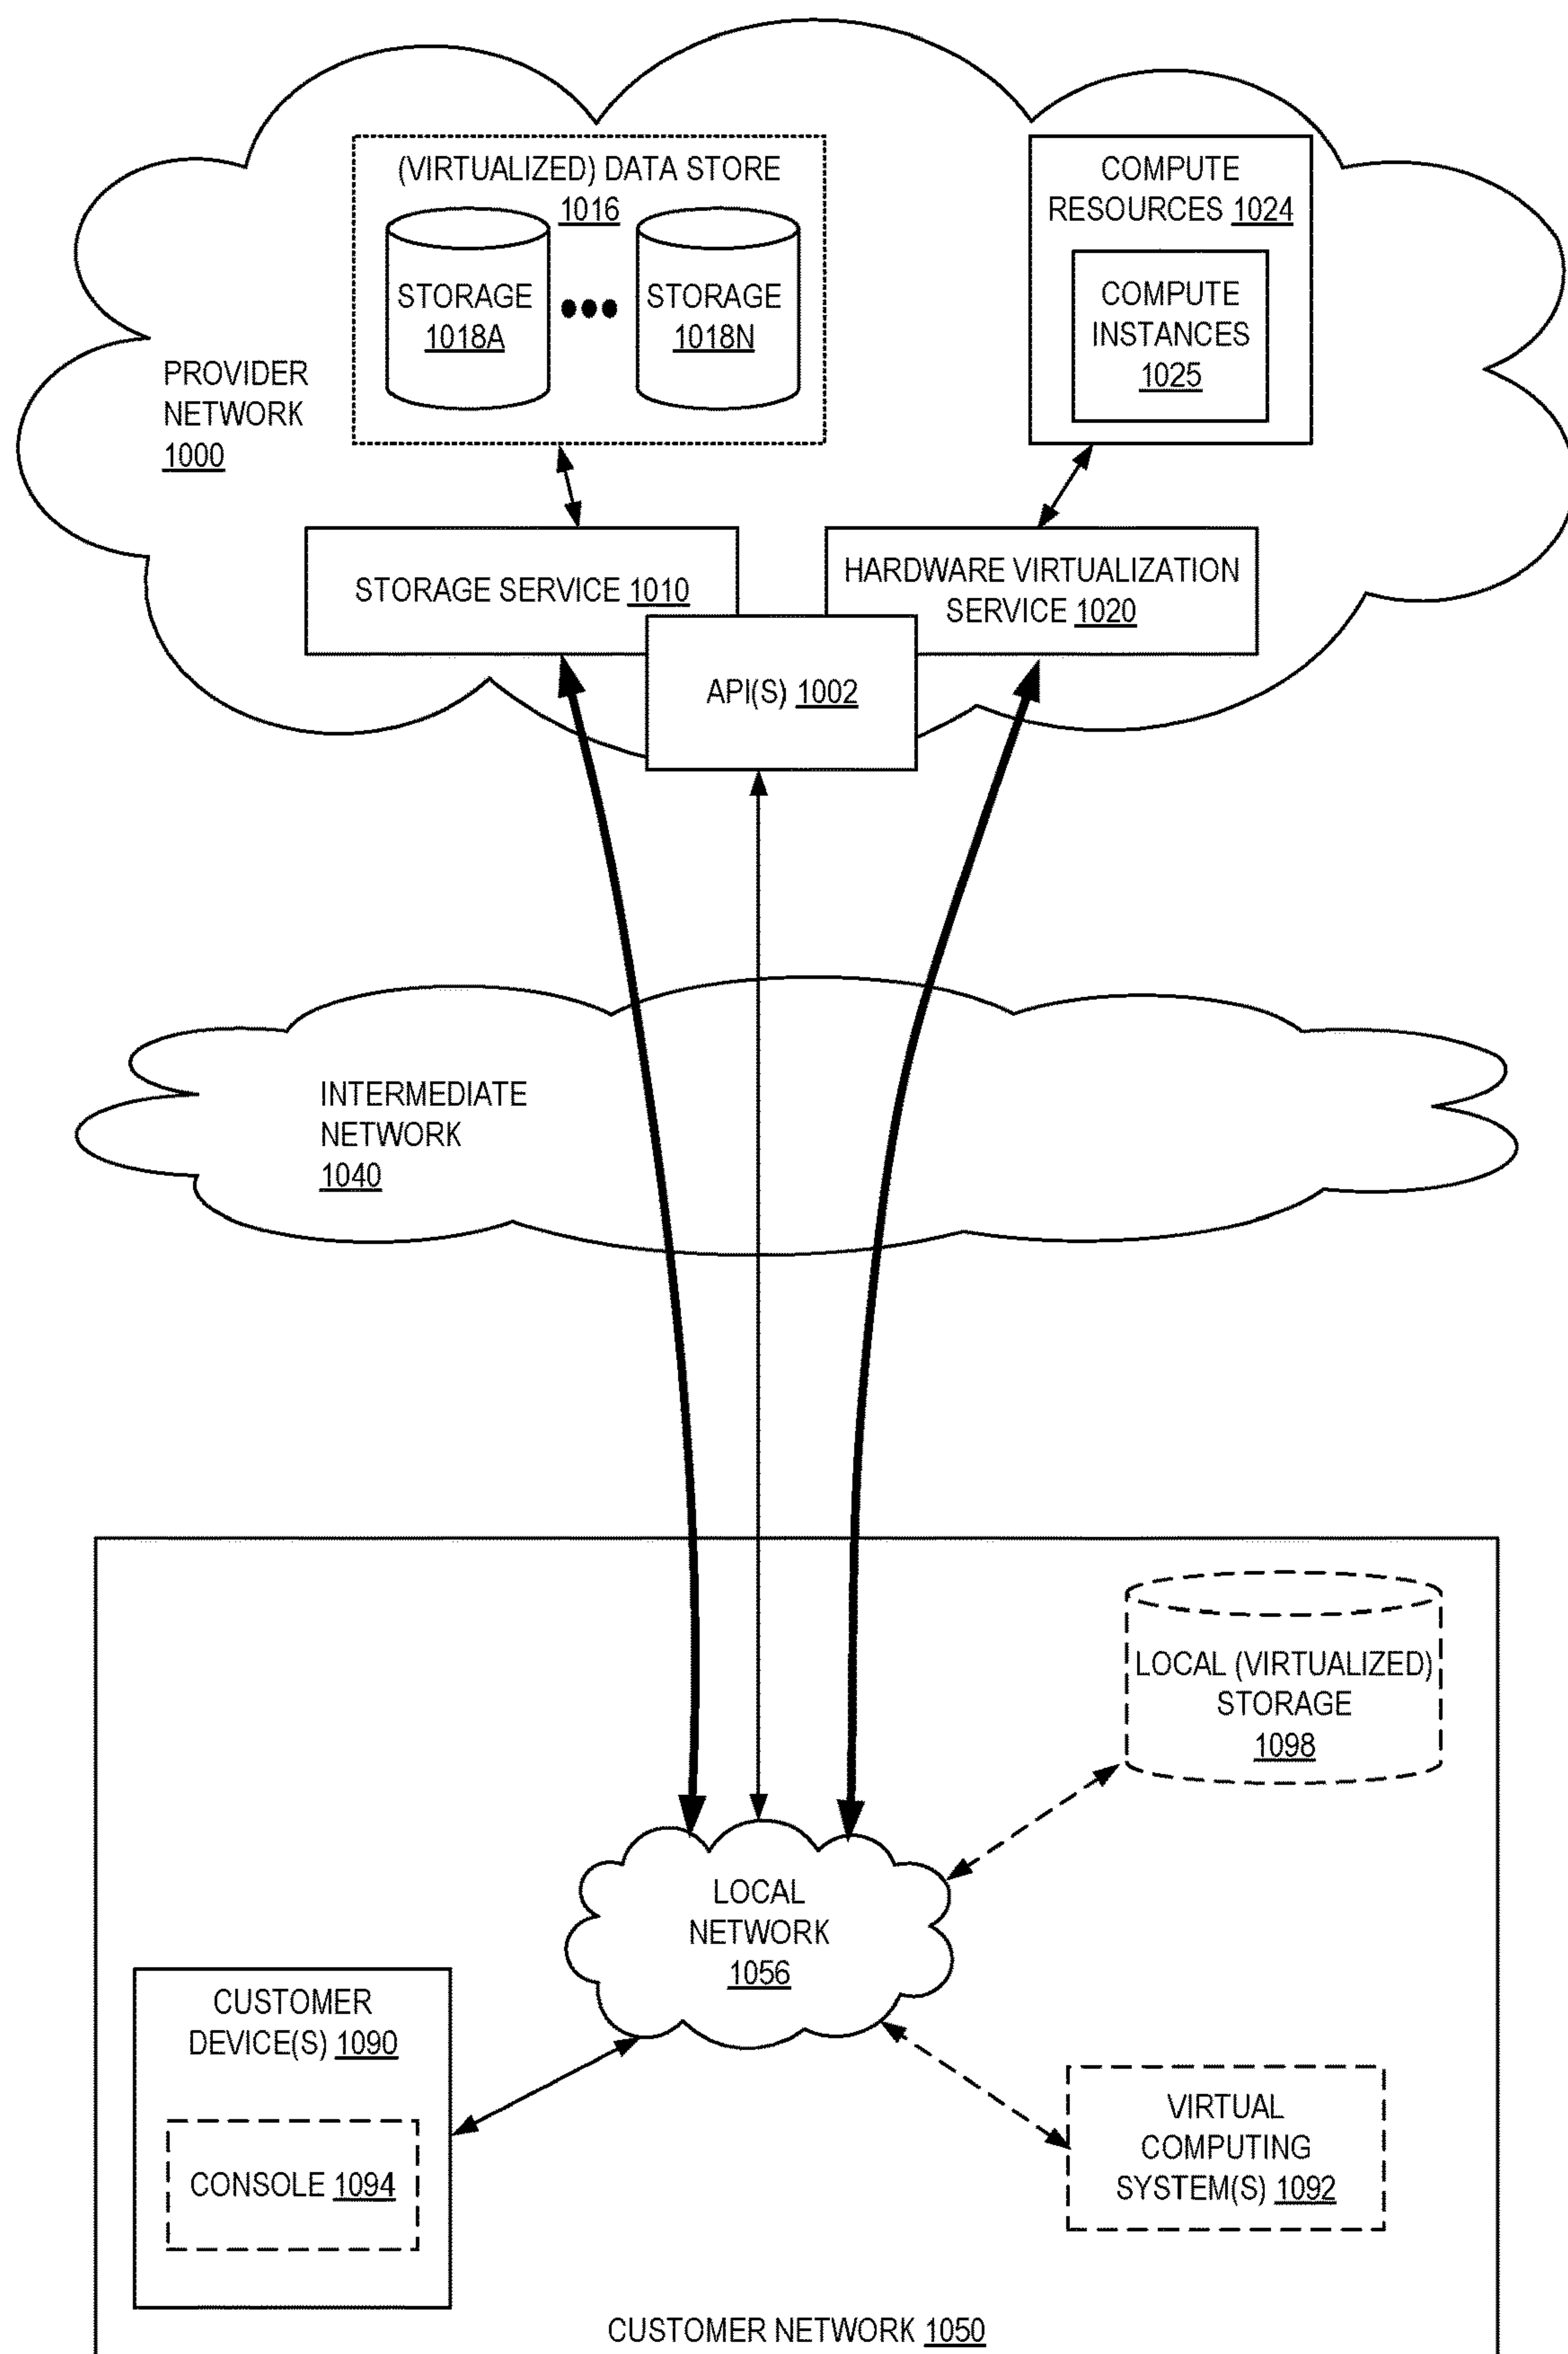 (VIRTUALIZED) DATA STORE
1016
STORAGE
1018A
STORAGE
1018N
COMPUTE
RESOURCES 1024
COMPUTE
INSTANCES
1025
PROVIDER
NETWORK
1000
STORAGE SERVICE 1010
HARDWARE VIRTUALIZATION
SERVICE 1020
API(S) 1002
INTERMEDIATE
NETWORK
1040
LOCAL (VIRTUALIZED)
STORAGE
1098
LOCAL
NETWORK
1056
CUSTOMER
DEVICE(S) 1090
CONSOLE 1094
VIRTUAL
COMPUTING
SYSTEM(S) 1092
CUSTOMER NETWORK 1050